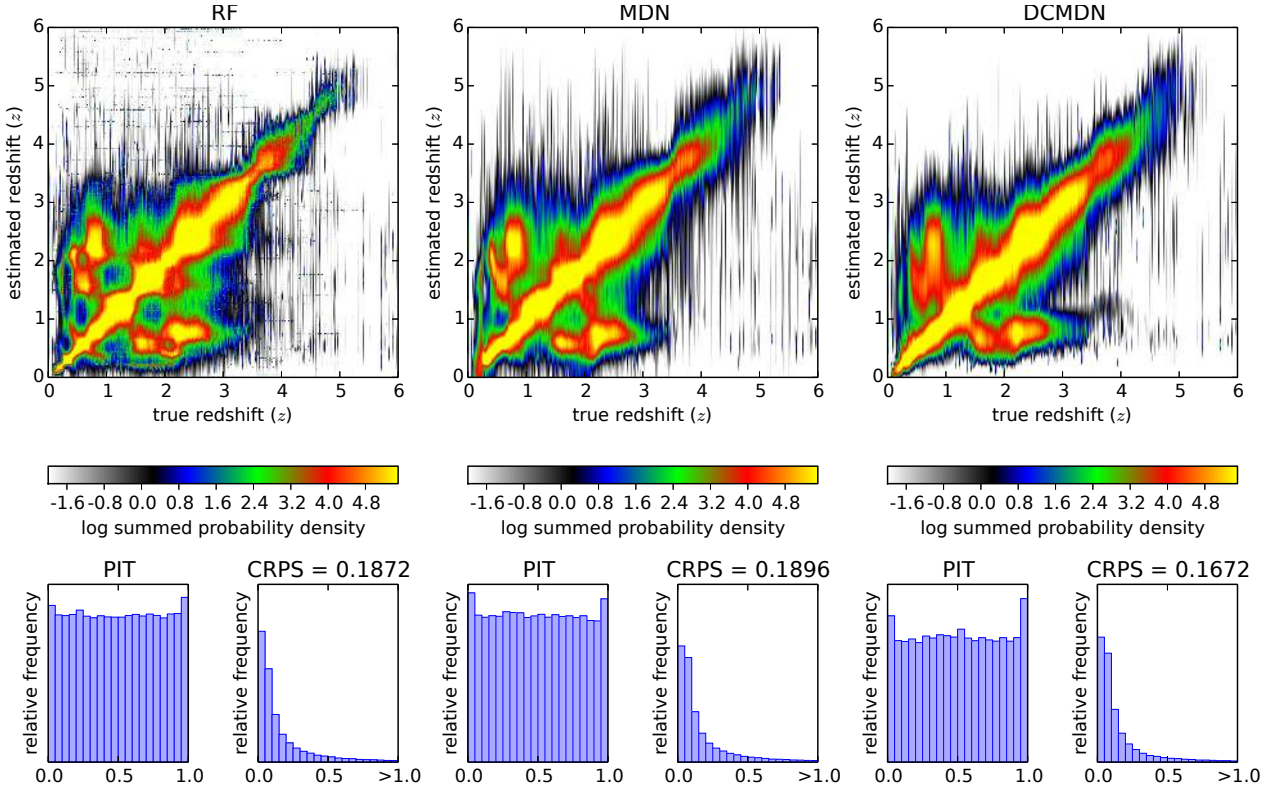 RF
MDN
DCMDN
estimated redshift (z)
6
5
4
3
2
1
0
0 1 2 3 4 5 6
true redshift (z)
estimated redshift (z)
6
5
4
3
2
1
0
0 1 2 3 4 5 6
true redshift (z)
estimated redshift (z)
6
5
4
3
2
1
0
0 1 2 3 4 5 6
true redshift (z)
-1.6 -0.8 0.0 0.8 1.6 2.4 3.2 4.0 4.8
log summed probability density
-1.6 -0.8 0.0 0.8 1.6 2.4 3.2 4.0 4.8
log summed probability density
-1.6 -0.8 0.0 0.8 1.6 2.4 3.2 4.0 4.8
log summed probability density
PIT
relative frequency
0.0 0.5 1.0
CRPS = 0.1872
relative frequency
0.0 0.5 >1.0
PIT
relative frequency
0.0 0.5 1.0
CRPS = 0.1896
relative frequency
0.0 0.5 >1.0
PIT
relative frequency
0.0 0.5 1.0
CRPS = 0.1672
relative frequency
0.0 0.5 >1.0